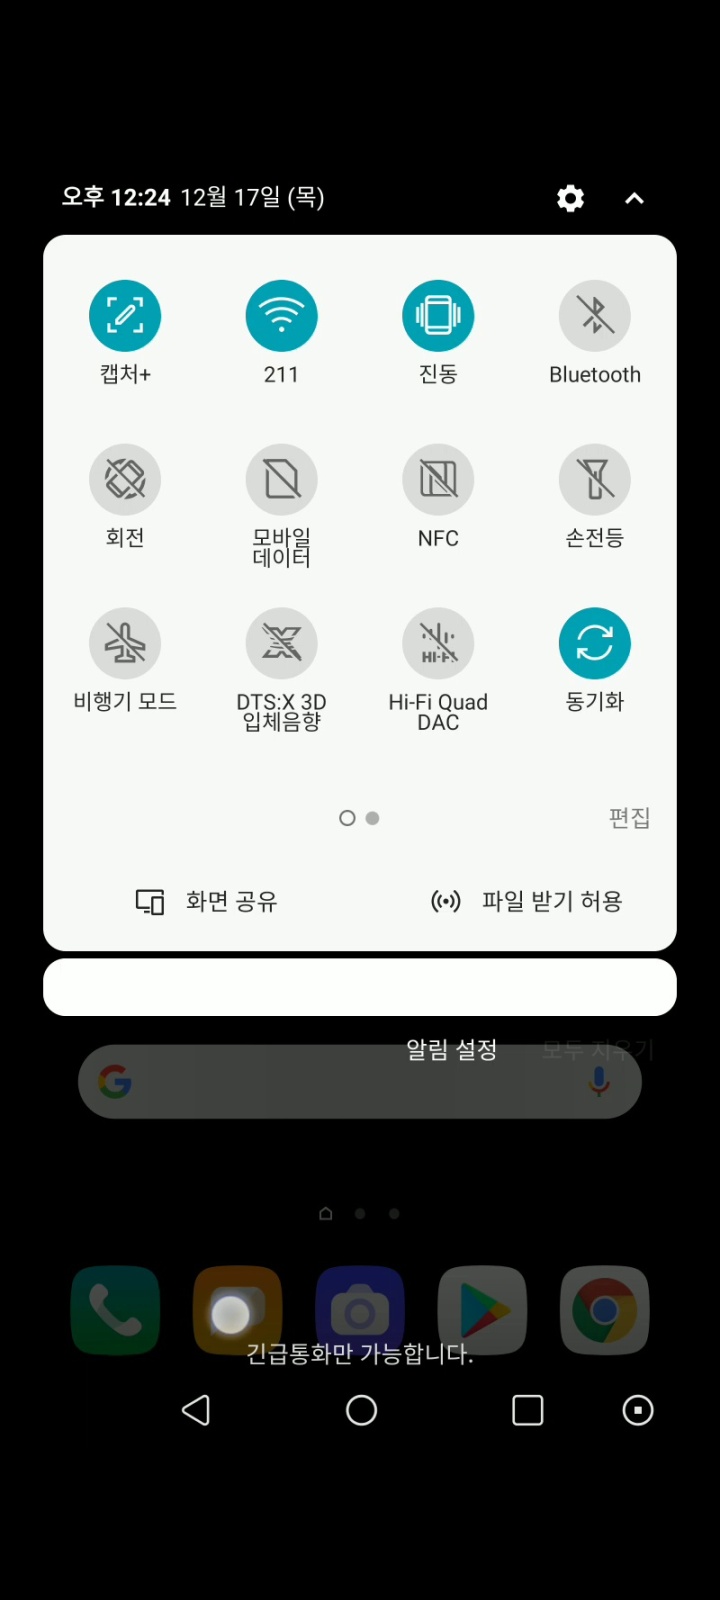 오후 12:24 12월 17일 (목)
캡처+ 211 진동 Bluetooth
회전 모바일 데이터 NFC 손전등
비행기 모드 DTS:X 3D 입체음향 Hi-Fi Quad DAC 동기화
HI-FI
편집
화면 공유 파일 받기 허용
알림 설정 모두 지우기
긴급통화만 가능합니다.